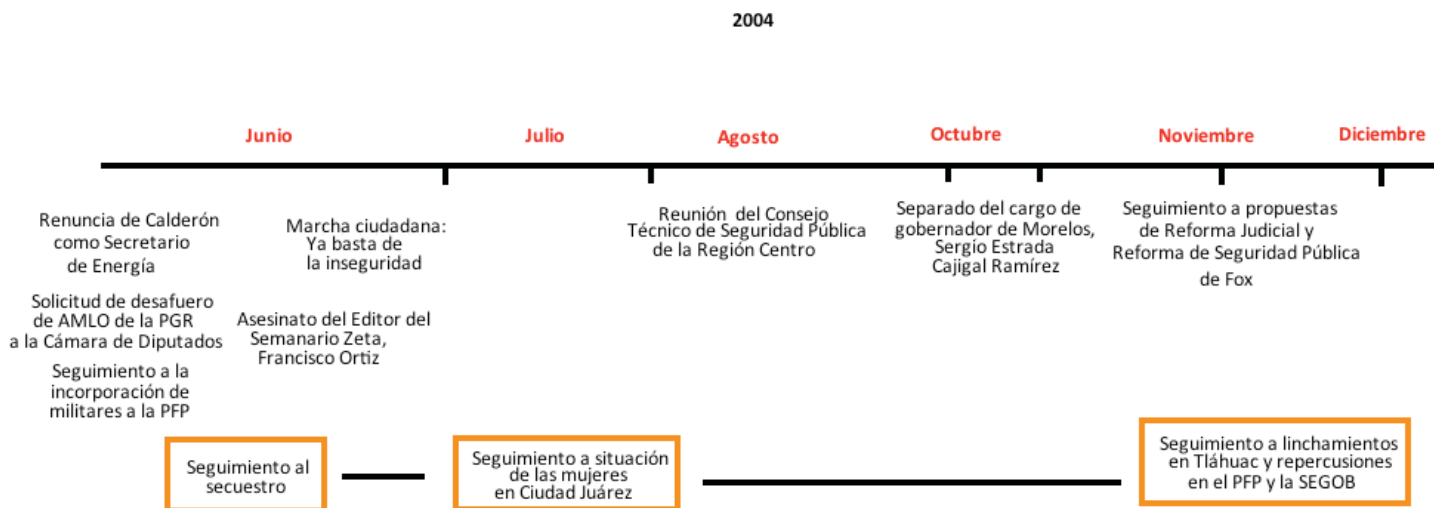 2004
Junio
Julio
Agosto
Octubre
Noviembre
Diciembre
Renuncia de Calderón
como Secretario
de Energía
Solicitud de desafuero
de AMLO de la PGR
a la Cámara de Diputados
Seguimiento a la
incorporación de
militares a la PFP
Marcha ciudadana:
Ya basta de
la inseguridad
Asesinato del Editor del
Semanario Zeta,
Francisco Ortiz
Reunión del Consejo
Técnico de Seguridad Pública
de la Región Centro
Separado del cargo de
gobernador de Morelos,
Sergio Estrada
Cajigal Ramírez
Seguimiento a propuestas
de Reforma Judicial y
Reforma de Seguridad Pública
de Fox
Seguimiento al
secuestro
Seguimiento a situación
de las mujeres
en Ciudad Juárez
Seguimiento a linchamientos
en Tláhuac y repercusiones
en el PFP y la SEGOB